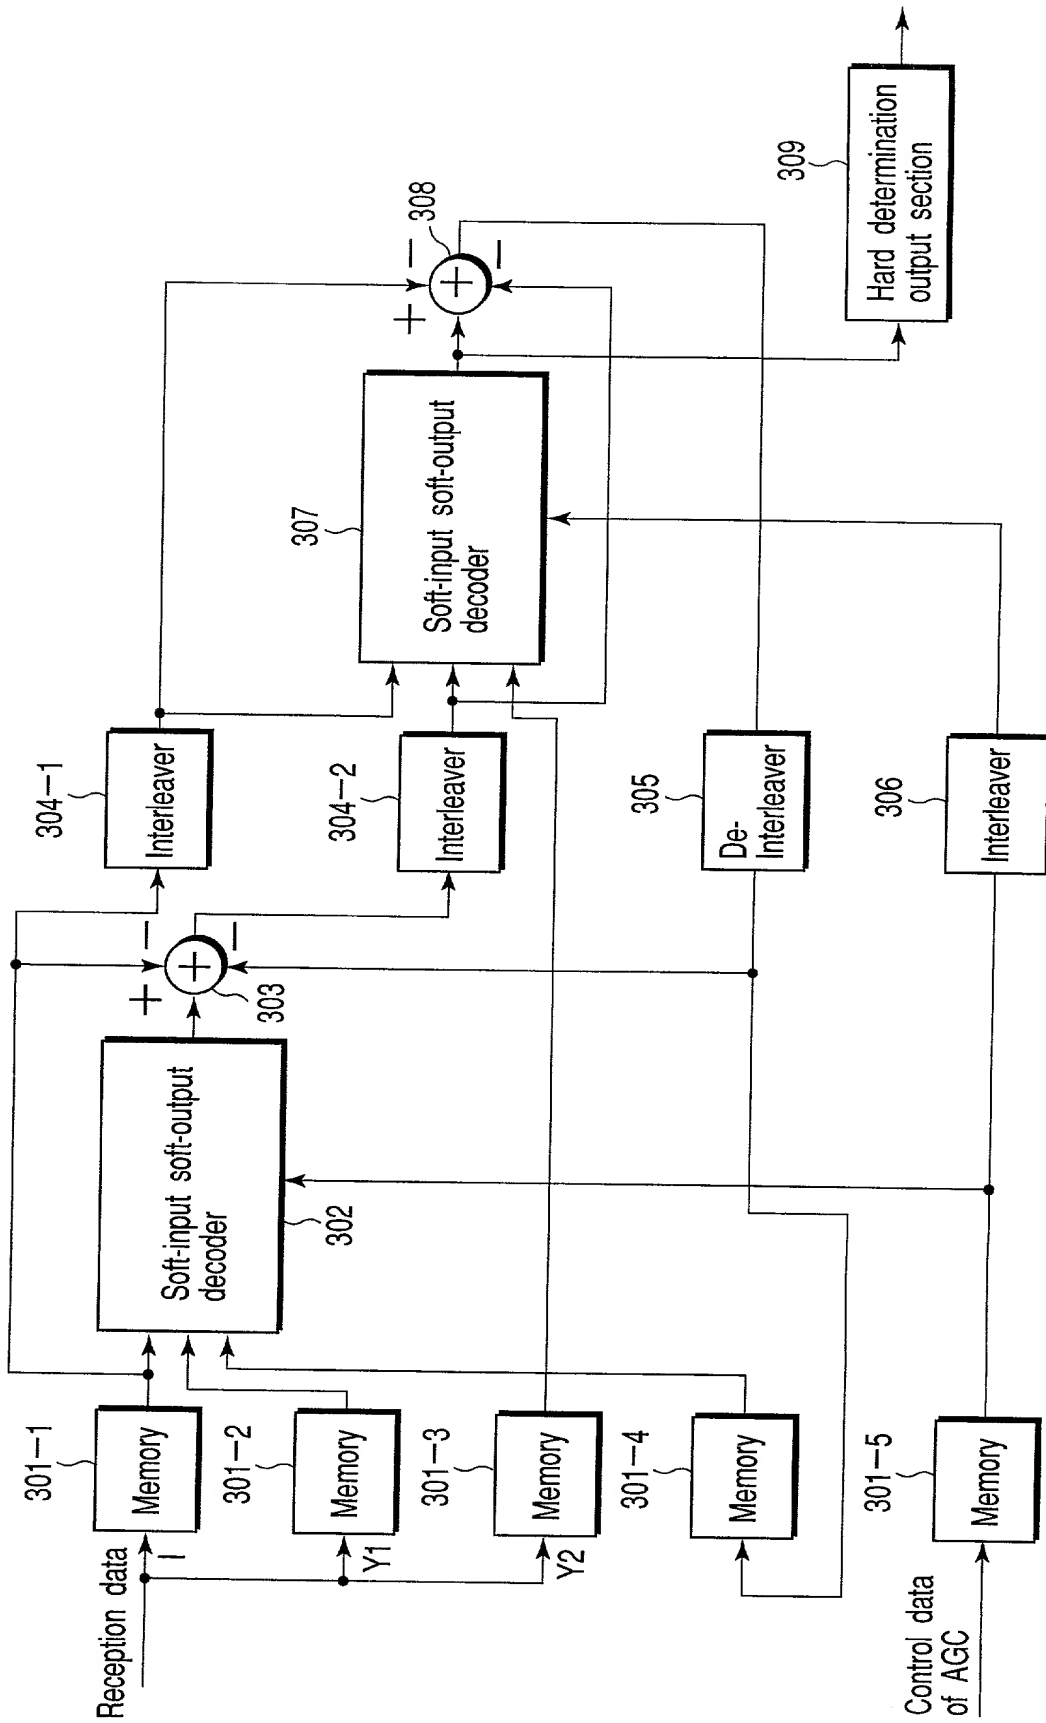 Reception data
I
Y1
Y2
301–1
Memory
301–2
Memory
301–3
Memory
301–4
Memory
Control data
of AGC
301–5
Memory
Soft-input soft-output
decoder
302
+
−
+
−
303
304–1
Interleaver
304–2
Interleaver
305
De-
Interleaver
306
Interleaver
307
Soft-input soft-output
decoder
+
−
+
−
308
309
Hard determination
output section